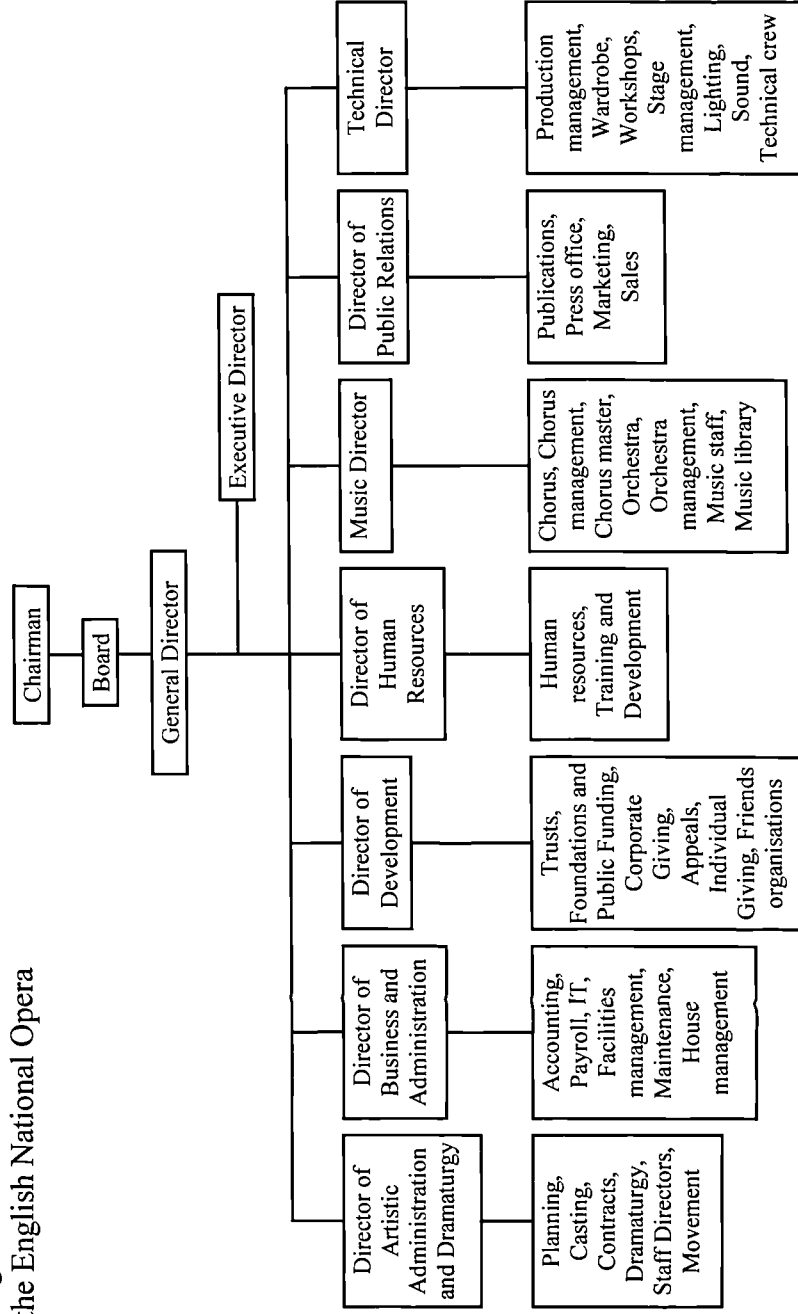 the English National Opera
Chairman
Board
General Director
Executive Director
Director of
Artistic
Administration
and Dramaturgy
Director of
Business and
Administration
Director of
Development
Director of
Human
Resources
Music Director
Director of
Public Relations
Technical
Director
Planning,
Casting,
Contracts,
Dramaturgy,
Staff Directors,
Movement
Accounting,
Payroll, IT,
Facilities
management,
Maintenance,
House
management
Trusts,
Foundations and
Public Funding,
Corporate
Giving,
Appeals,
Individual
Giving, Friends
organisations
Human
resources,
Training and
Development
Chorus, Chorus
management,
Chorus master,
Orchestra,
Orchestra
management,
Music staff,
Music library
Publications,
Press office,
Marketing,
Sales
Production
management,
Wardrobe,
Workshops,
Stage
management,
Lighting,
Sound,
Technical crew